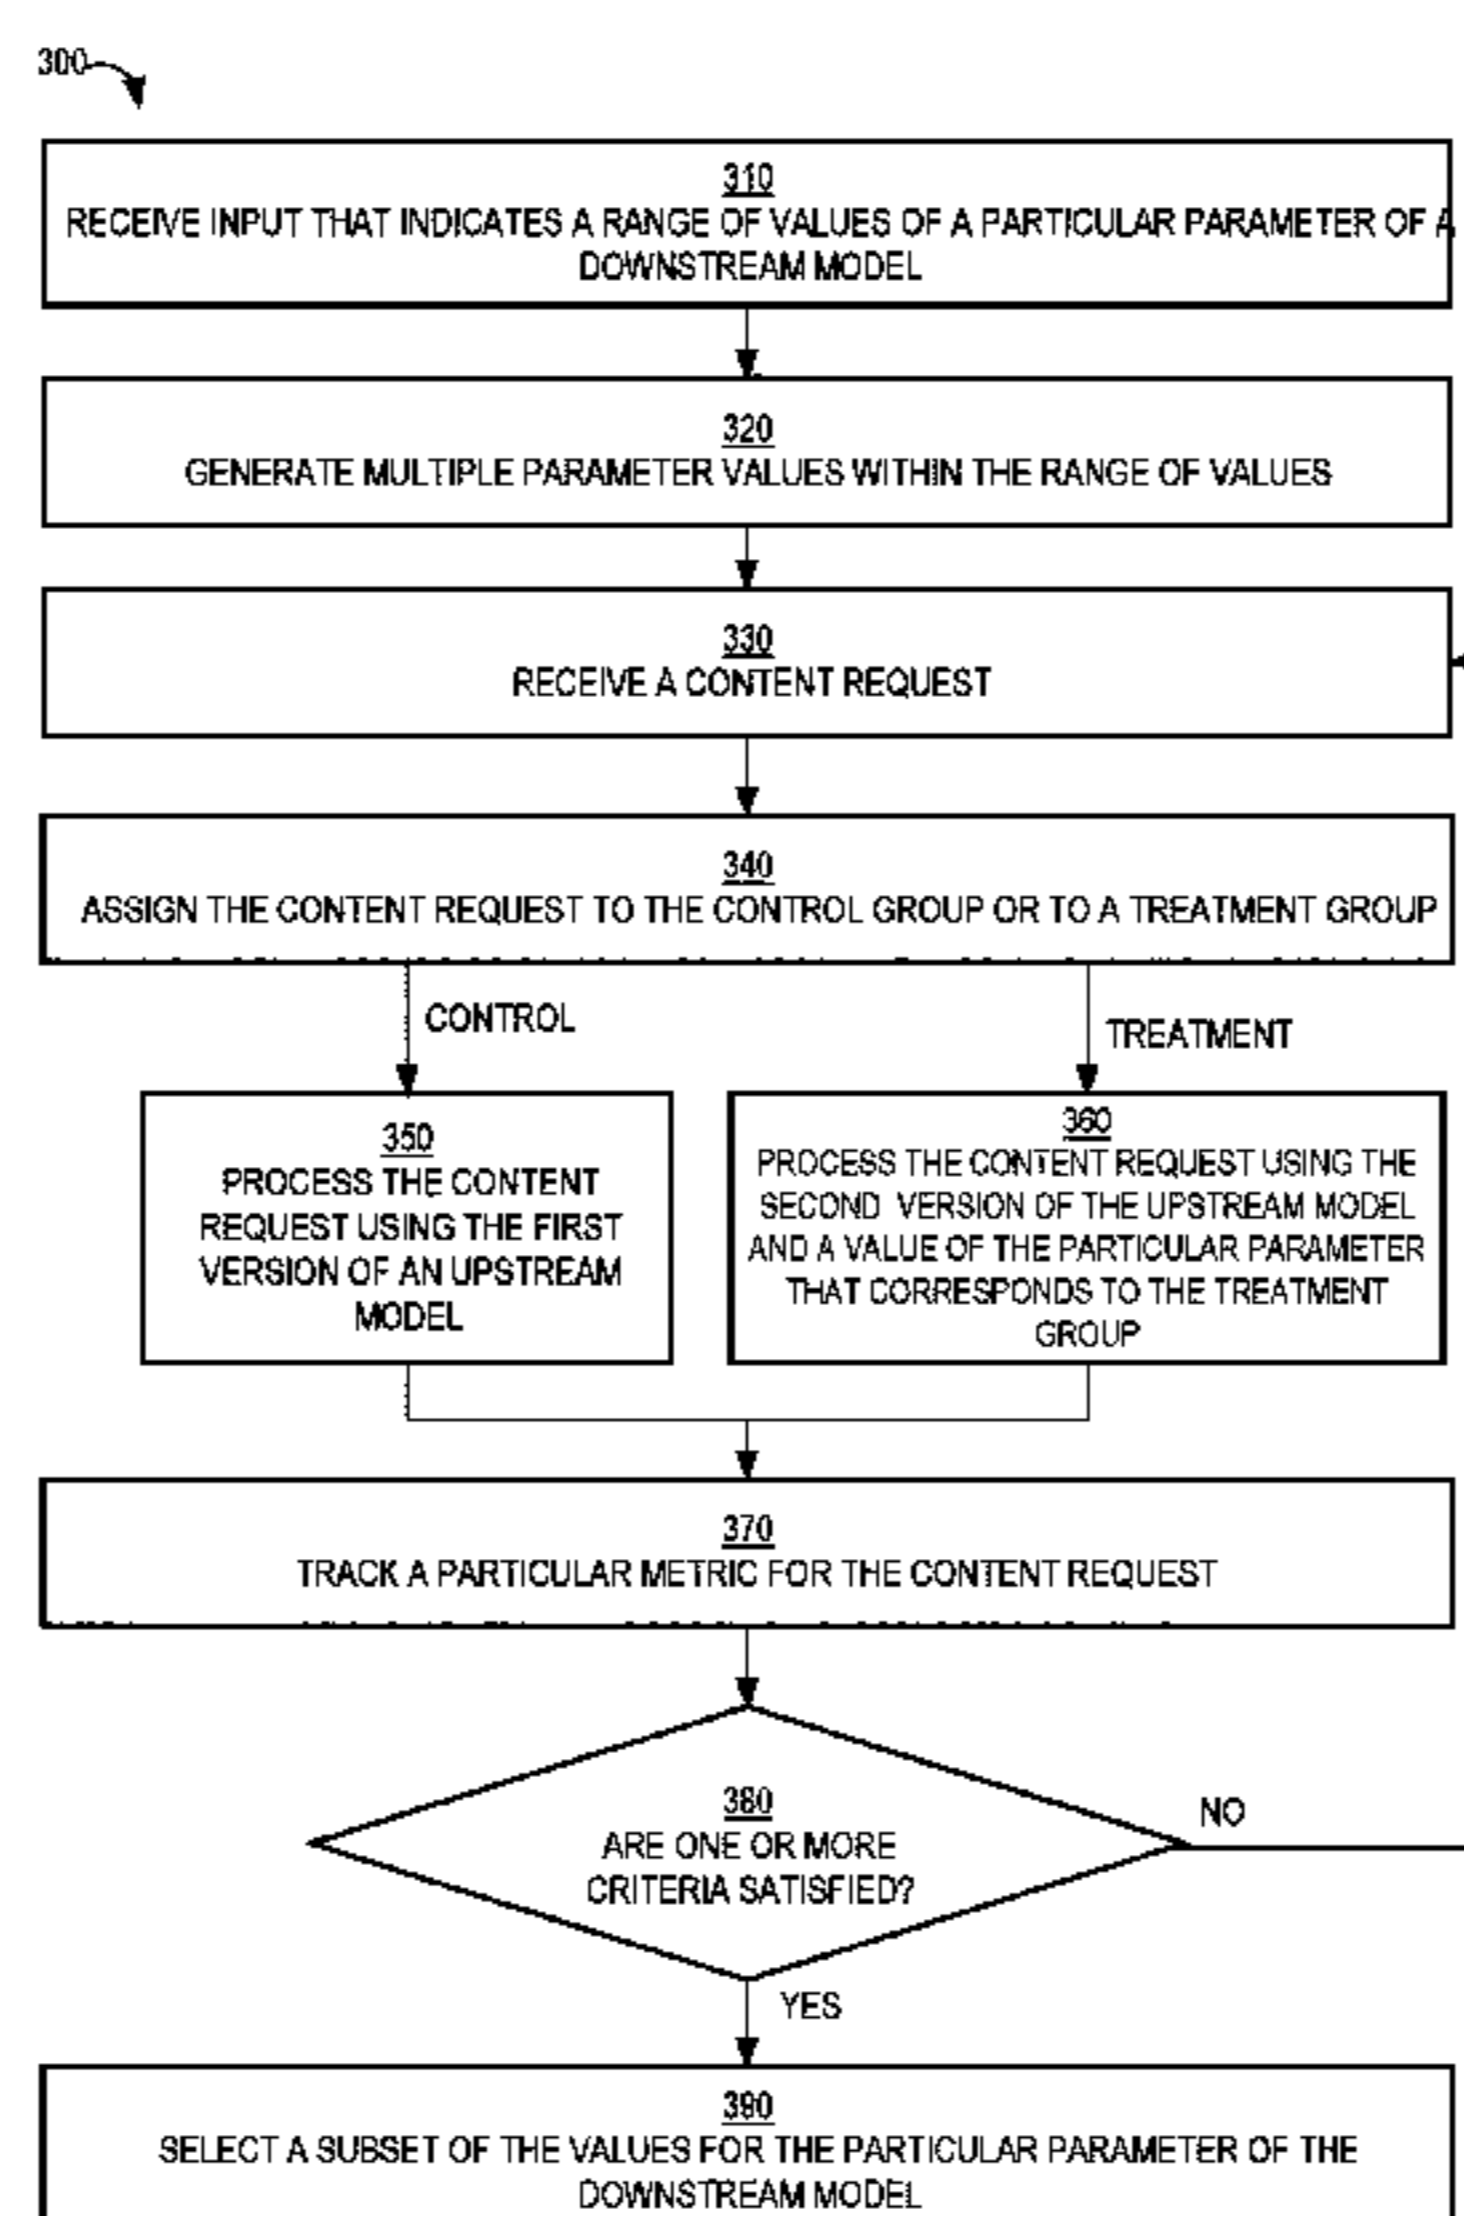 300
310
RECEIVE INPUT THAT INDICATES A RANGE OF VALUES OF A PARTICULAR PARAMETER OF A
DOWNSTREAM MODEL
320
GENERATE MULTIPLE PARAMETER VALUES WITHIN THE RANGE OF VALUES
330
RECEIVE A CONTENT REQUEST
340
ASSIGN THE CONTENT REQUEST TO THE CONTROL GROUP OR TO A TREATMENT GROUP
CONTROL
TREATMENT
350
PROCESS THE CONTENT
REQUEST USING THE FIRST
VERSION OF AN UPSTREAM
MODEL
360
PROCESS THE CONTENT REQUEST USING THE
SECOND VERSION OF THE UPSTREAM MODEL
AND A VALUE OF THE PARTICULAR PARAMETER
THAT CORRESPONDS TO THE TREATMENT
GROUP
370
TRACK A PARTICULAR METRIC FOR THE CONTENT REQUEST
380
ARE ONE OR MORE
CRITERIA SATISFIED?
NO
YES
390
SELECT A SUBSET OF THE VALUES FOR THE PARTICULAR PARAMETER OF THE
DOWNSTREAM MODEL